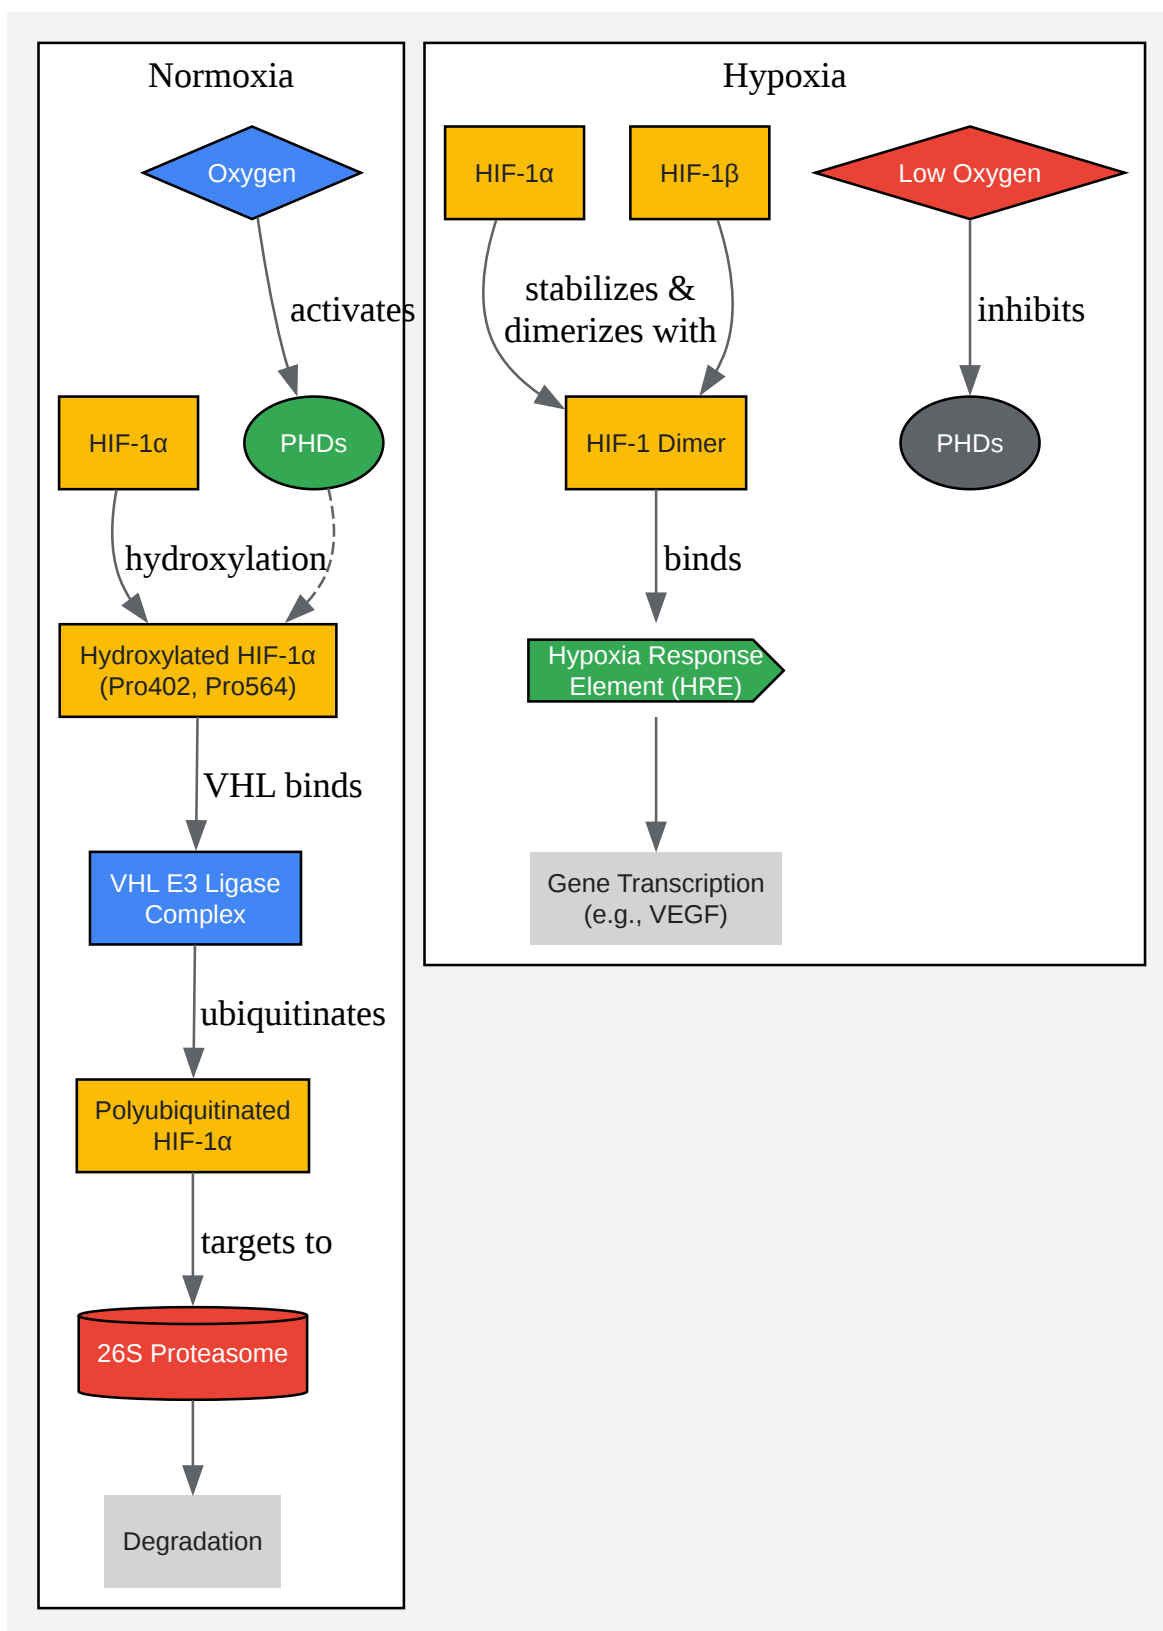 Normoxia
Oxygen
activates
HIF-1α
PHDs
hydroxylation
Hydroxylated HIF-1α
(Pro402, Pro564)
VHL binds
VHL E3 Ligase
Complex
ubiquitinates
Polyubiquitinated
HIF-1α
targets to
26S Proteasome
Degradation
Hypoxia
HIF-1α
HIF-1β
Low Oxygen
stabilizes &
dimerizes with
inhibits
HIF-1 Dimer
PHDs
binds
Hypoxia Response
Element (HRE)
Gene Transcription
(e.g., VEGF)